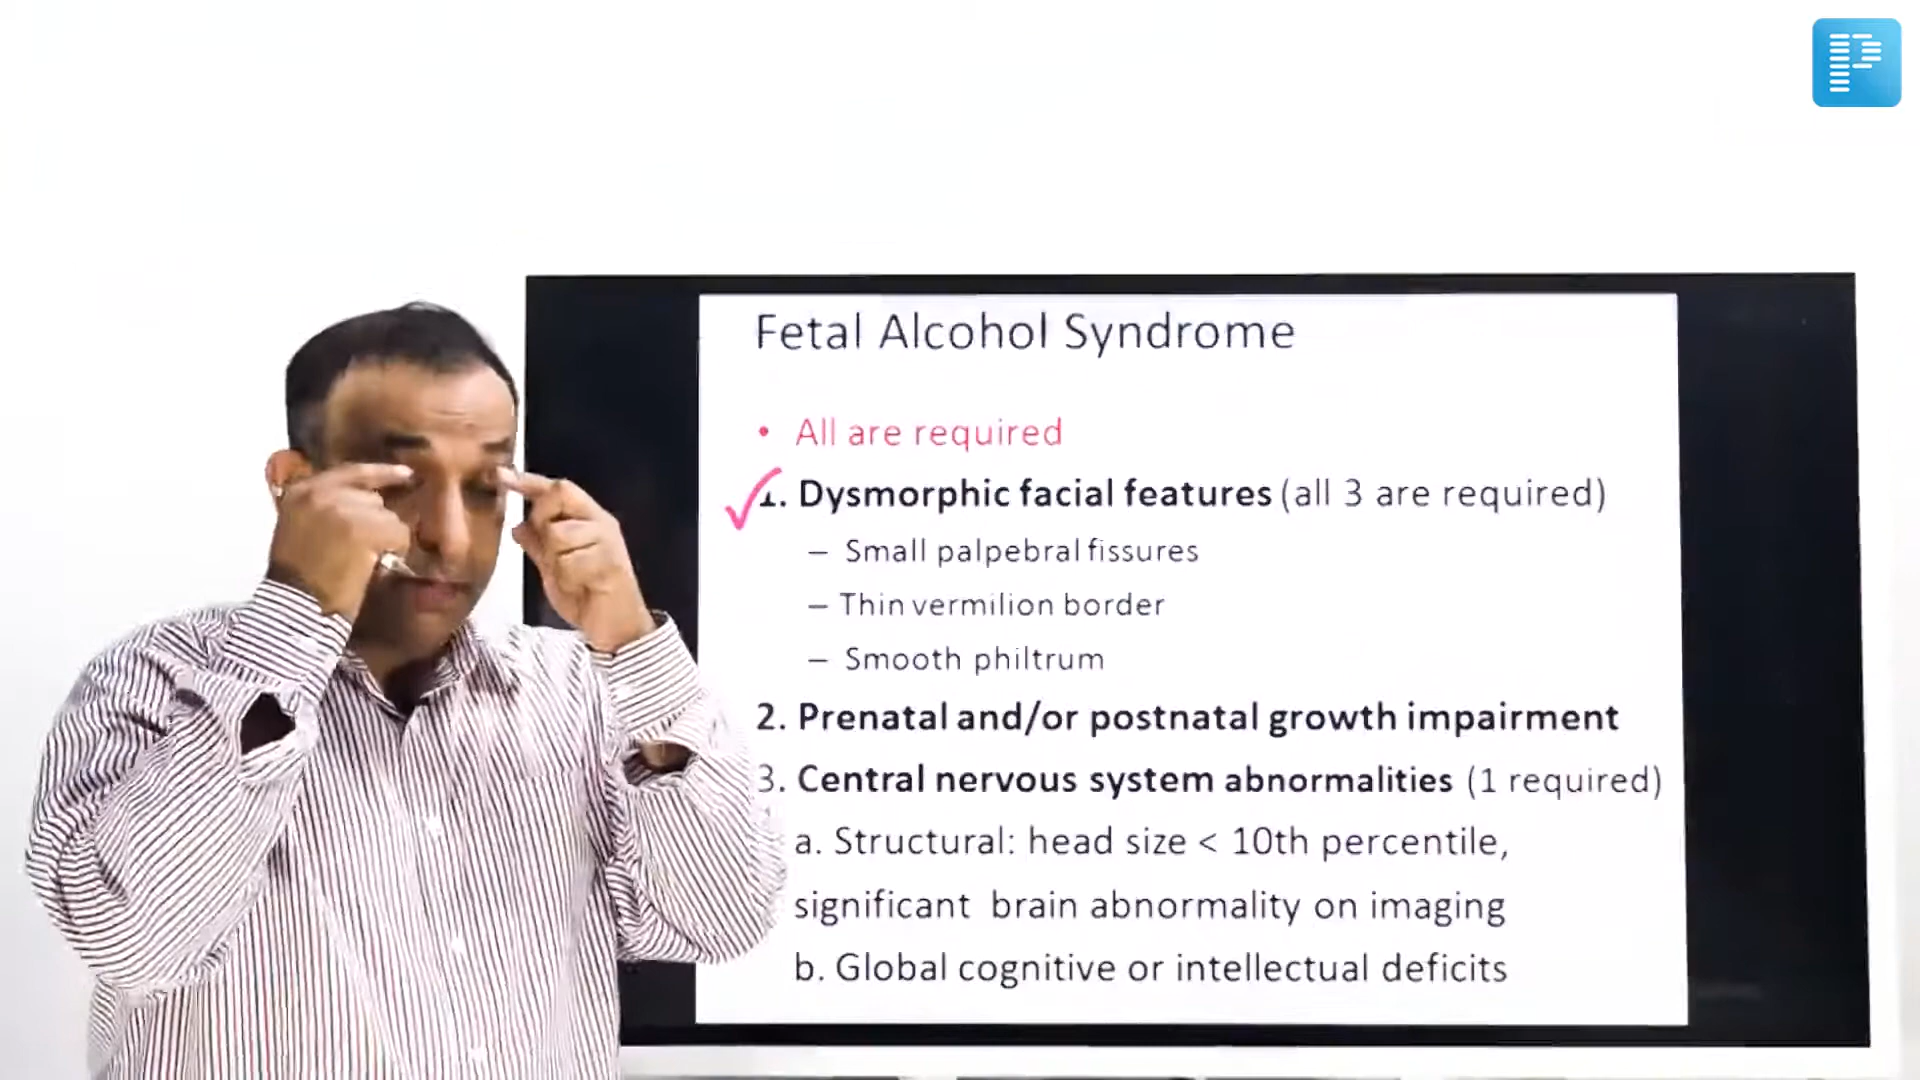 Fetal Alcohol Syndrome
• All are required
1. Dysmorphic facial features (all 3 are required)
– Small palpebral fissures
– Thin vermilion border
– Smooth philtrum
2. Prenatal and/or postnatal growth impairment
3. Central nervous system abnormalities (1 required)
a. Structural: head size < 10th percentile,
significant brain abnormality on imaging
b. Global cognitive or intellectual deficits